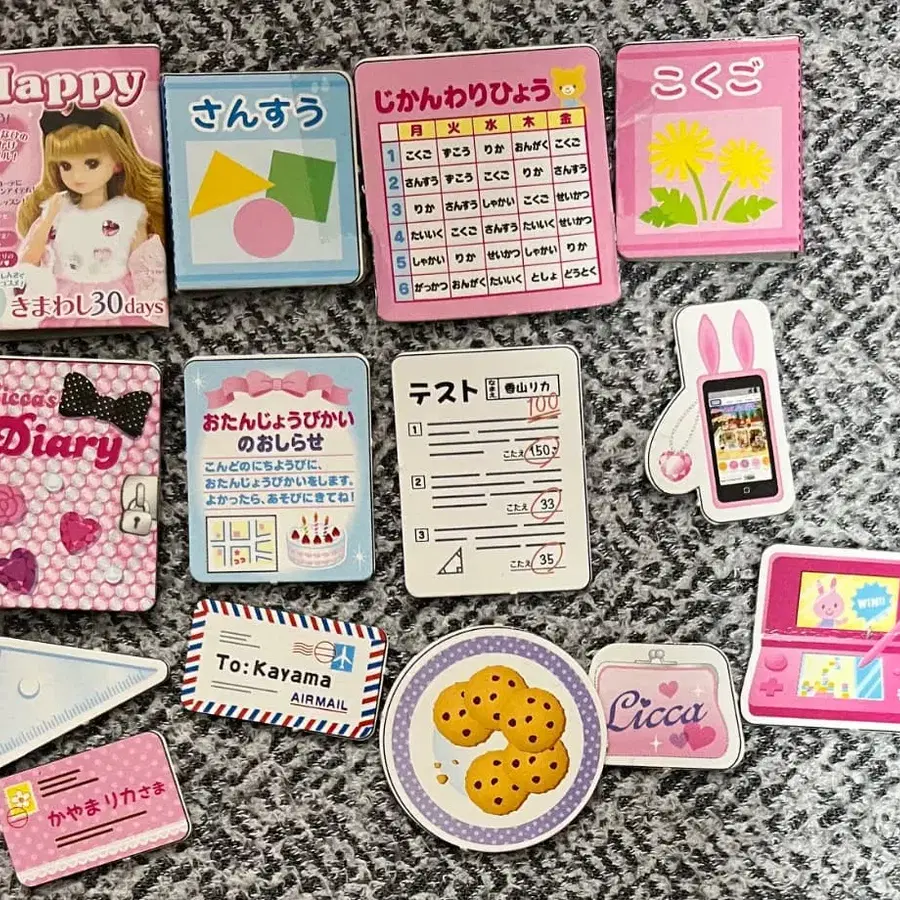 Happy
きまわし30days
さんすう
じかんわりひょう
月 火 水 木 金
1 こくご ずこう りか おんがく こくご
2 さんすう ずこう こくご りか さんすう
3 りか さんすう しゃかい こくご せいかつ
4 たいいく こくご さんすう たいいく せいかつ
5 しゃかい りか せいかつ しゃかい りか
6 がっかつ おんがく たいいく としょ どうとく
こくご
Licca's
Diary
おたんじょうびかい
のおしらせ
こんどのにちようびに、
おたんじょうびかいをします。
よかったら、あそびにきてね!
テスト なまえ 香山リカ
100
1
こたえ 150
2
こたえ 33
3
こたえ 35
WIN!!
To:Kayama
AIRMAIL
Licca
かやまリカさま